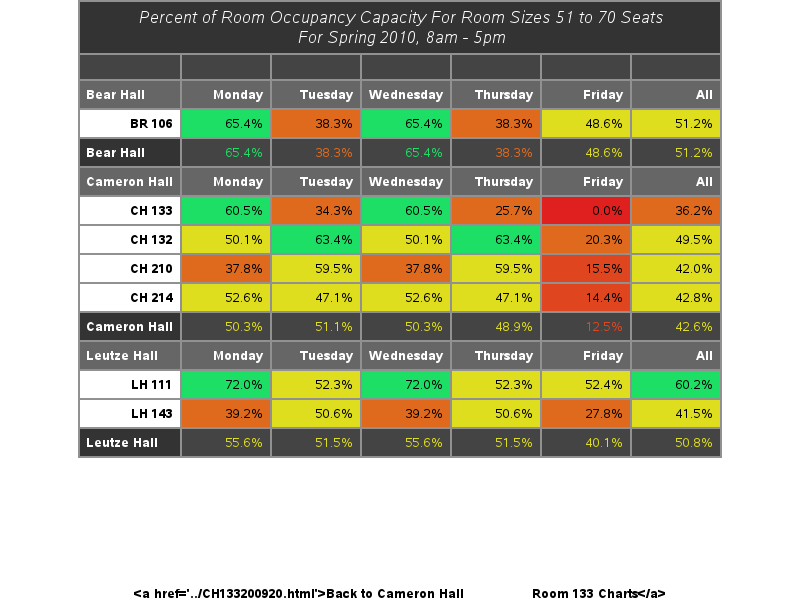 Percent of Room Occupancy Capacity For Room Sizes 51 to 70 Seats
For Spring 2010, 8am - 5pm
Bear Hall Monday Tuesday Wednesday Thursday Friday All
BR 106 65.4% 38.3% 65.4% 38.3% 48.6% 51.2%
Bear Hall 65.4% 38.3% 65.4% 38.3% 48.6% 51.2%
Cameron Hall Monday Tuesday Wednesday Thursday Friday All
CH 133 60.5% 34.3% 60.5% 25.7% 0.0% 36.2%
CH 132 50.1% 63.4% 50.1% 63.4% 20.3% 49.5%
CH 210 37.8% 59.5% 37.8% 59.5% 15.5% 42.0%
CH 214 52.6% 47.1% 52.6% 47.1% 14.4% 42.8%
Cameron Hall 50.3% 51.1% 50.3% 48.9% 12.5% 42.6%
Leutze Hall Monday Tuesday Wednesday Thursday Friday All
LH 111 72.0% 52.3% 72.0% 52.3% 52.4% 60.2%
LH 143 39.2% 50.6% 39.2% 50.6% 27.8% 41.5%
Leutze Hall 55.6% 51.5% 55.6% 51.5% 40.1% 50.8%
<a href='../CH133200920.html'>Back to Cameron Hall Room 133 Charts</a>